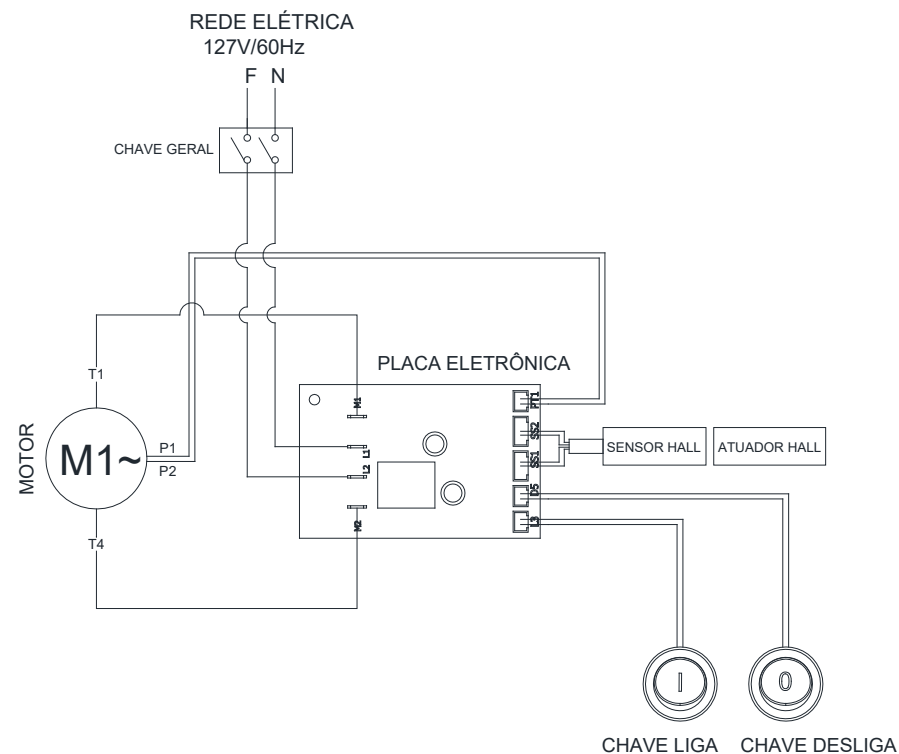 REDE ELÉTRICA
127V/60Hz
F N
CHAVE GERAL
PLACA ELETRÔNICA
T1
M1
PT1
SS2
MOTOR
M1~
P1
P2
L1
L2
SS1
SENSOR HALL
ATUADOR HALL
D5
L3
M2
T4
I
0
CHAVE LIGA
CHAVE DESLIGA